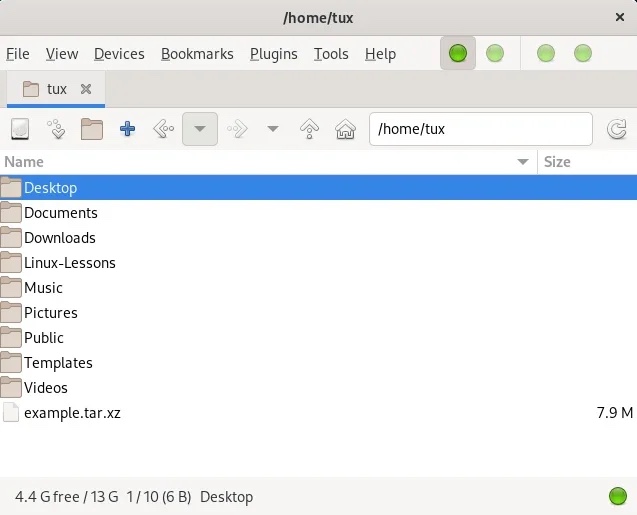 /home/tux
File View Devices Bookmarks Plugins Tools Help
tux
/home/tux
Name Size
Desktop
Documents
Downloads
Linux-Lessons
Music
Pictures
Public
Templates
Videos
example.tar.xz 7.9 M
4.4 G free / 13 G 1 / 10 (6 B) Desktop